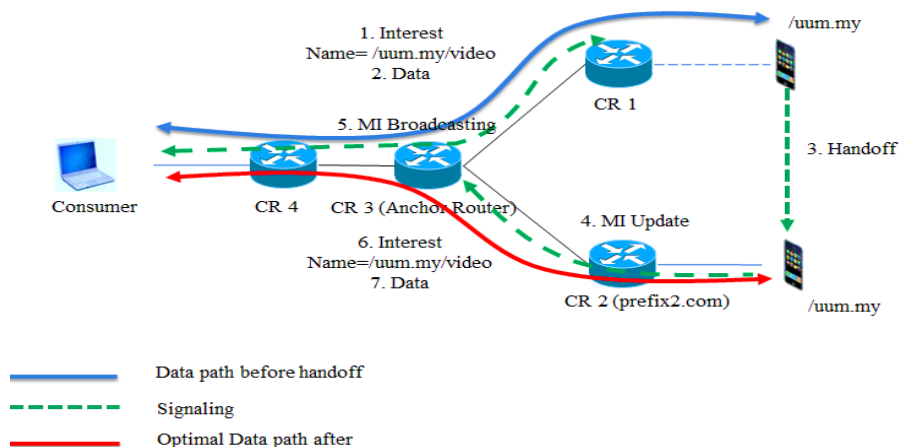 1. Interest
Name= /uum.my/video
2. Data
/uum.my
CR 1
5. MI Broadcasting
3. Handoff
Consumer
CR 4
CR 3 (Anchor Router)
4. MI Update
6. Interest
Name=/uum.my/video
7. Data
CR 2 (prefix2.com)
/uum.my
Data path before handoff
Signaling
Optimal Data path after